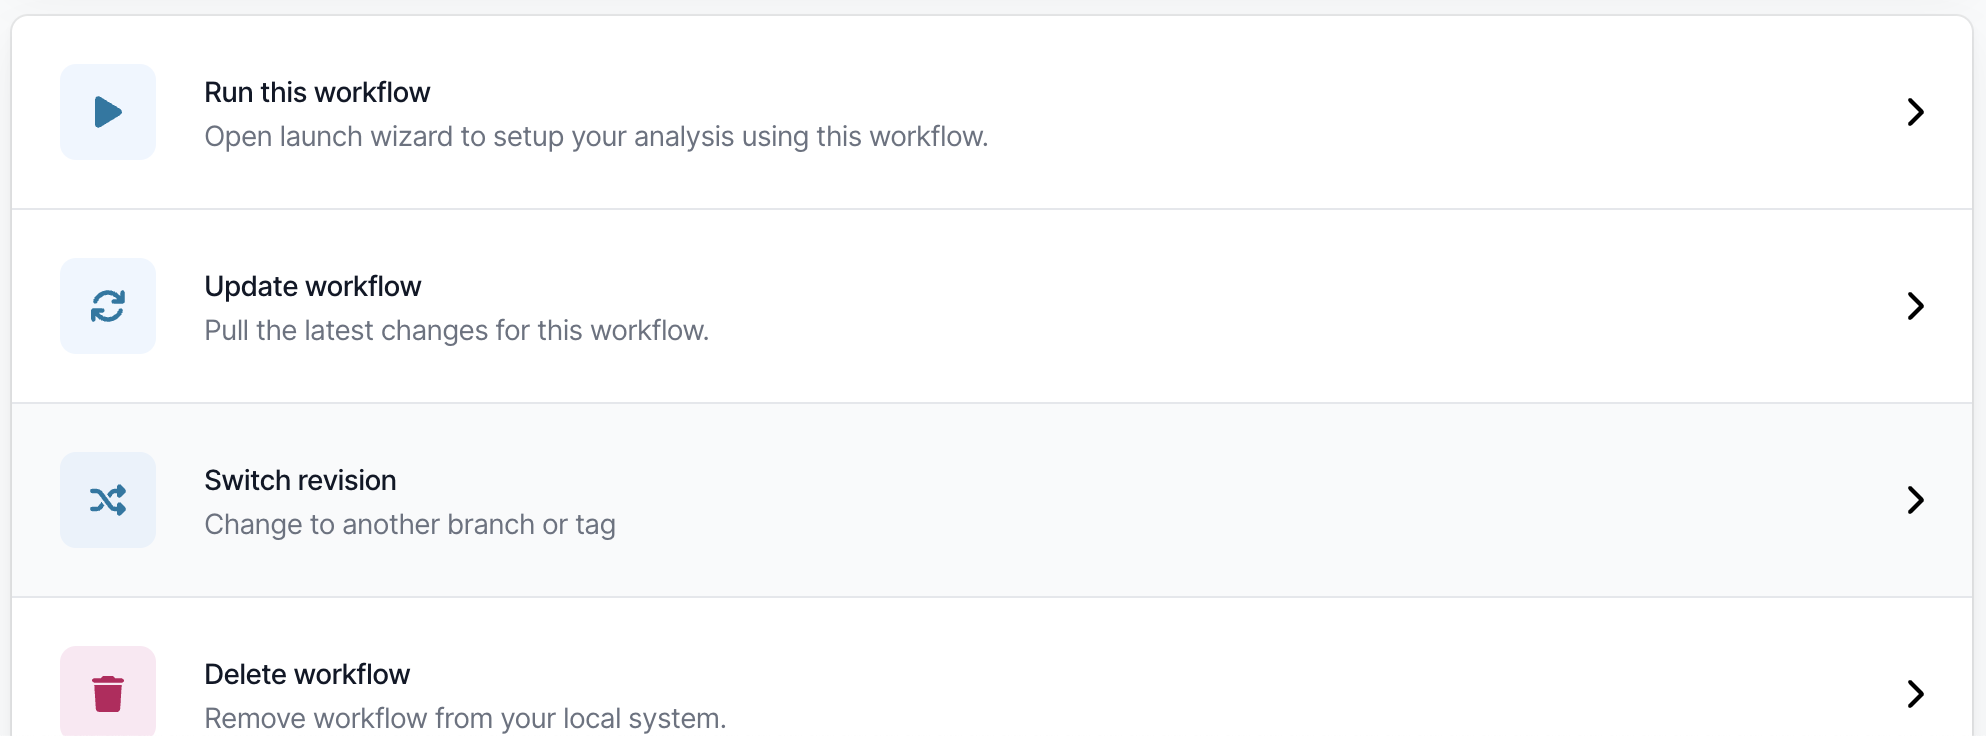 Run this workflow
Open launch wizard to setup your analysis using this workflow.
Update workflow
Pull the latest changes for this workflow.
Switch revision
Change to another branch or tag
Delete workflow
Remove workflow from your local system.